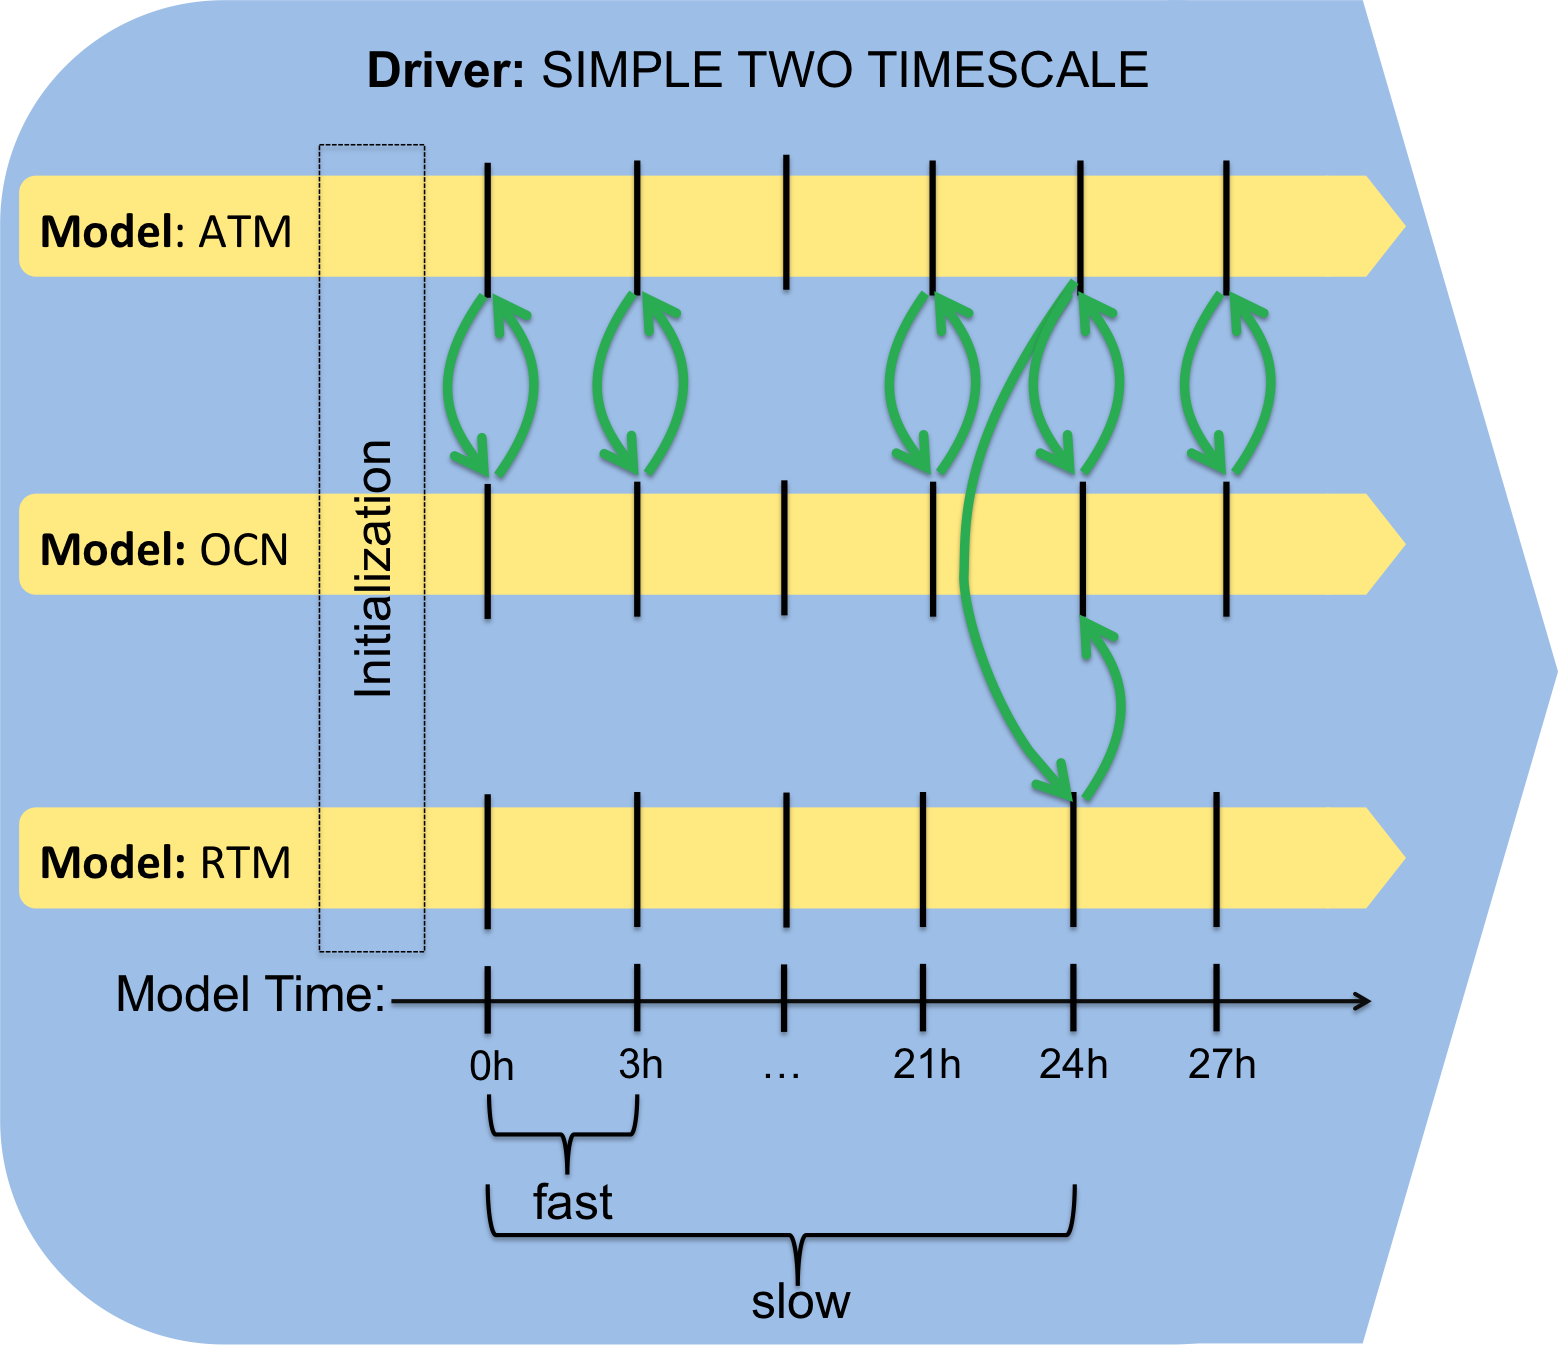 Driver: SIMPLE TWO TIMESCALE
Model: ATM
Initialization
Model: OCN
Model: RTM
Model Time:
0h 3h ... 21h 24h 27h
fast
slow